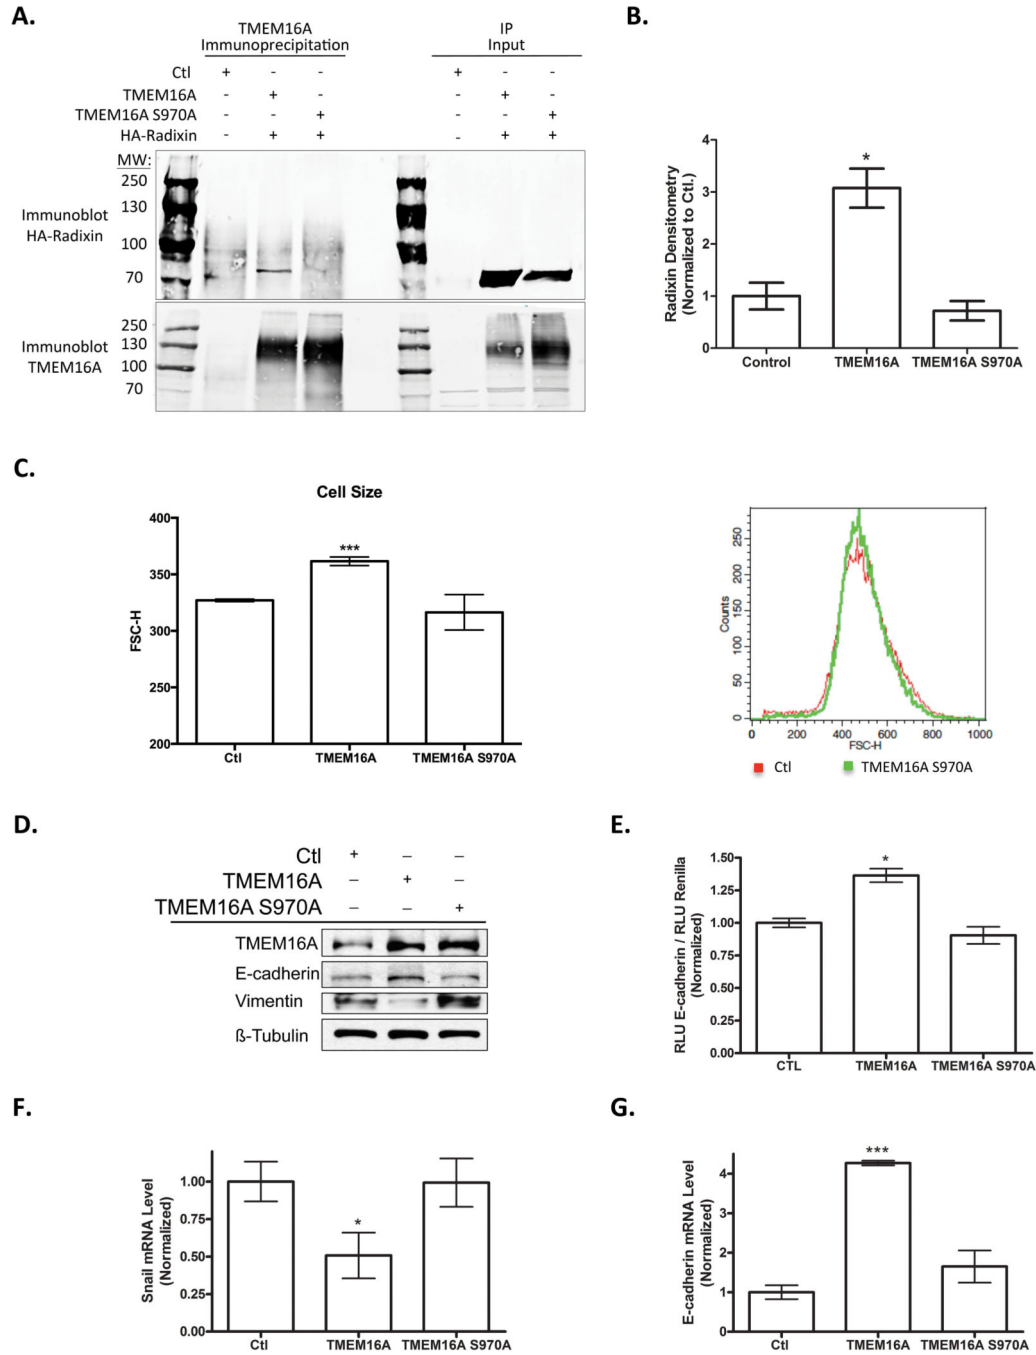 A.
TMEM16A
Immunoprecipitation
IP
Input
Ctl + - - + - -
TMEM16A - + - - + -
TMEM16A S970A - - + - - +
HA-Radixin - + + - + +
MW:
250
130
100
70
Immunoblot
HA-Radixin
250
130
100
70
Immunoblot
TMEM16A
B.
Radixin Densitometry
(Normalized to Ctl.)
4
3
2
1
0
*
Control TMEM16A TMEM16A S970A
C.
Cell Size
FSC-H
400
350
300
250
200
***
Ctl TMEM16A TMEM16A S970A
Counts
250
200
150
100
50
0
0 200 400 600 800 1000
FSC-H
Ctl TMEM16A S970A
D.
Ctl + – –
TMEM16A – + –
TMEM16A S970A – – +
TMEM16A
E-cadherin
Vimentin
ß-Tubulin
E.
RLU E-cadherin / RLU Renilla
(Normalized)
1.50
1.25
1.00
0.75
0.50
0.25
0.00
*
CTL TMEM16A TMEM16A S970A
F.
Snail mRNA Level
(Normalized)
1.00
0.75
0.50
0.25
0.00
*
Ctl TMEM16A TMEM16A S970A
G.
E-cadherin mRNA Level
(Normalized)
4
3
2
1
0
***
Ctl TMEM16A TMEM16A S970A